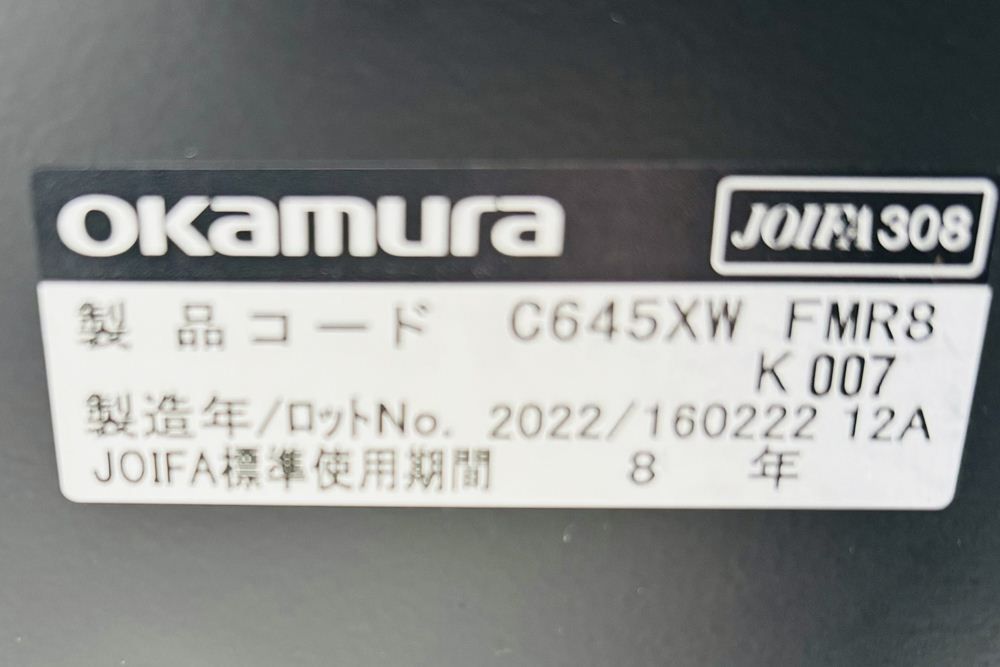 okamura
JOIFA308
製品コード C645XW FMR8
K 007
製造年/ロットNo. 2022/160222 12A
JOIFA標準使用期間 8 年